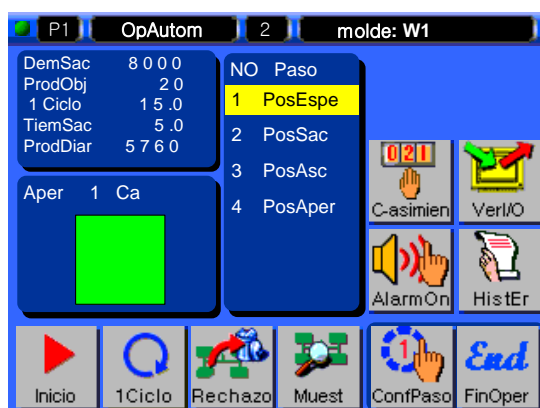 P1 OpAutom 2 molde: W1
DemSac 8000
ProdObj 20
1 Ciclo 15.0
TiemSac 5.0
ProdDiar 5760
NO Paso
1 PosEspe
2 PosSac
3 PosAsc
4 PosAper
Aper 1 Ca
021
C-asimien
VerI/O
AlarmOn
HistEr
Inicio
1Ciclo
Rechazo
Muest
1
ConfPaso
End
FinOper